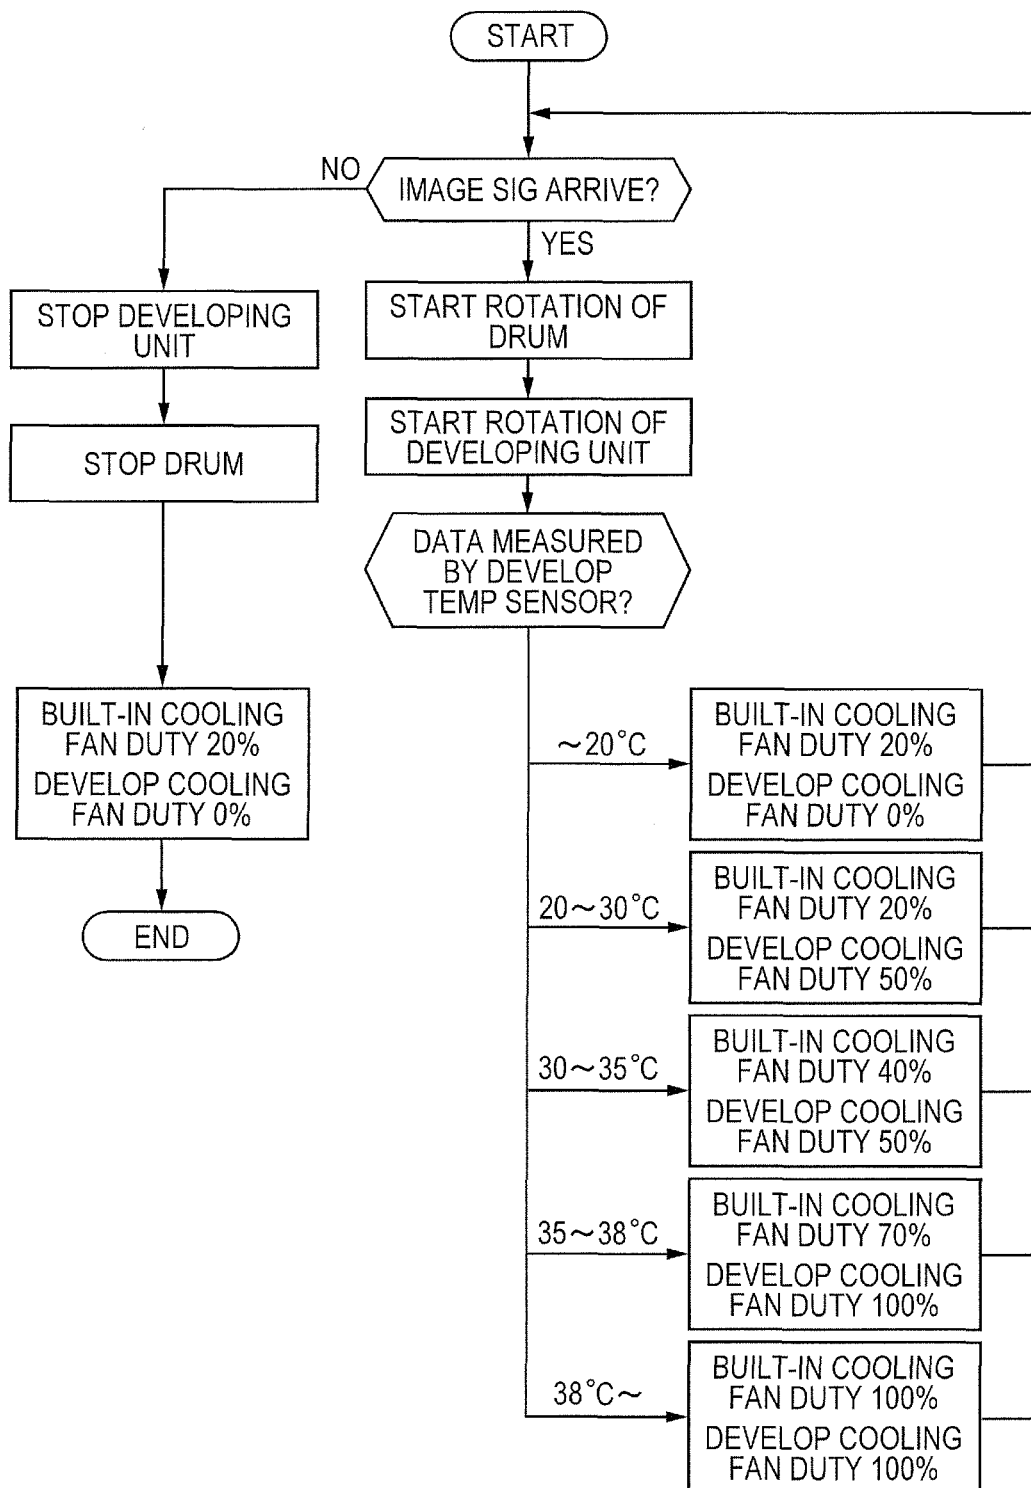 START
IMAGE SIG ARRIVE?
NO
YES
STOP DEVELOPING
UNIT
STOP DRUM
BUILT-IN COOLING
FAN DUTY 20%
DEVELOP COOLING
FAN DUTY 0%
END
START ROTATION OF
DRUM
START ROTATION OF
DEVELOPING UNIT
DATA MEASURED
BY DEVELOP
TEMP SENSOR?
~20°C
BUILT-IN COOLING
FAN DUTY 20%
DEVELOP COOLING
FAN DUTY 0%
20~30°C
BUILT-IN COOLING
FAN DUTY 20%
DEVELOP COOLING
FAN DUTY 50%
30~35°C
BUILT-IN COOLING
FAN DUTY 40%
DEVELOP COOLING
FAN DUTY 50%
35~38°C
BUILT-IN COOLING
FAN DUTY 70%
DEVELOP COOLING
FAN DUTY 100%
38°C~
BUILT-IN COOLING
FAN DUTY 100%
DEVELOP COOLING
FAN DUTY 100%